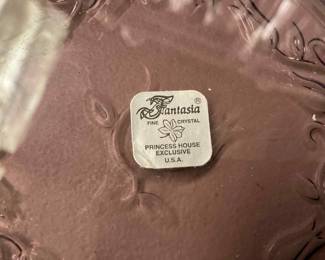 Fantasia ®
FINE CRYSTAL
PRINCESS HOUSE
EXCLUSIVE
U.S.A.